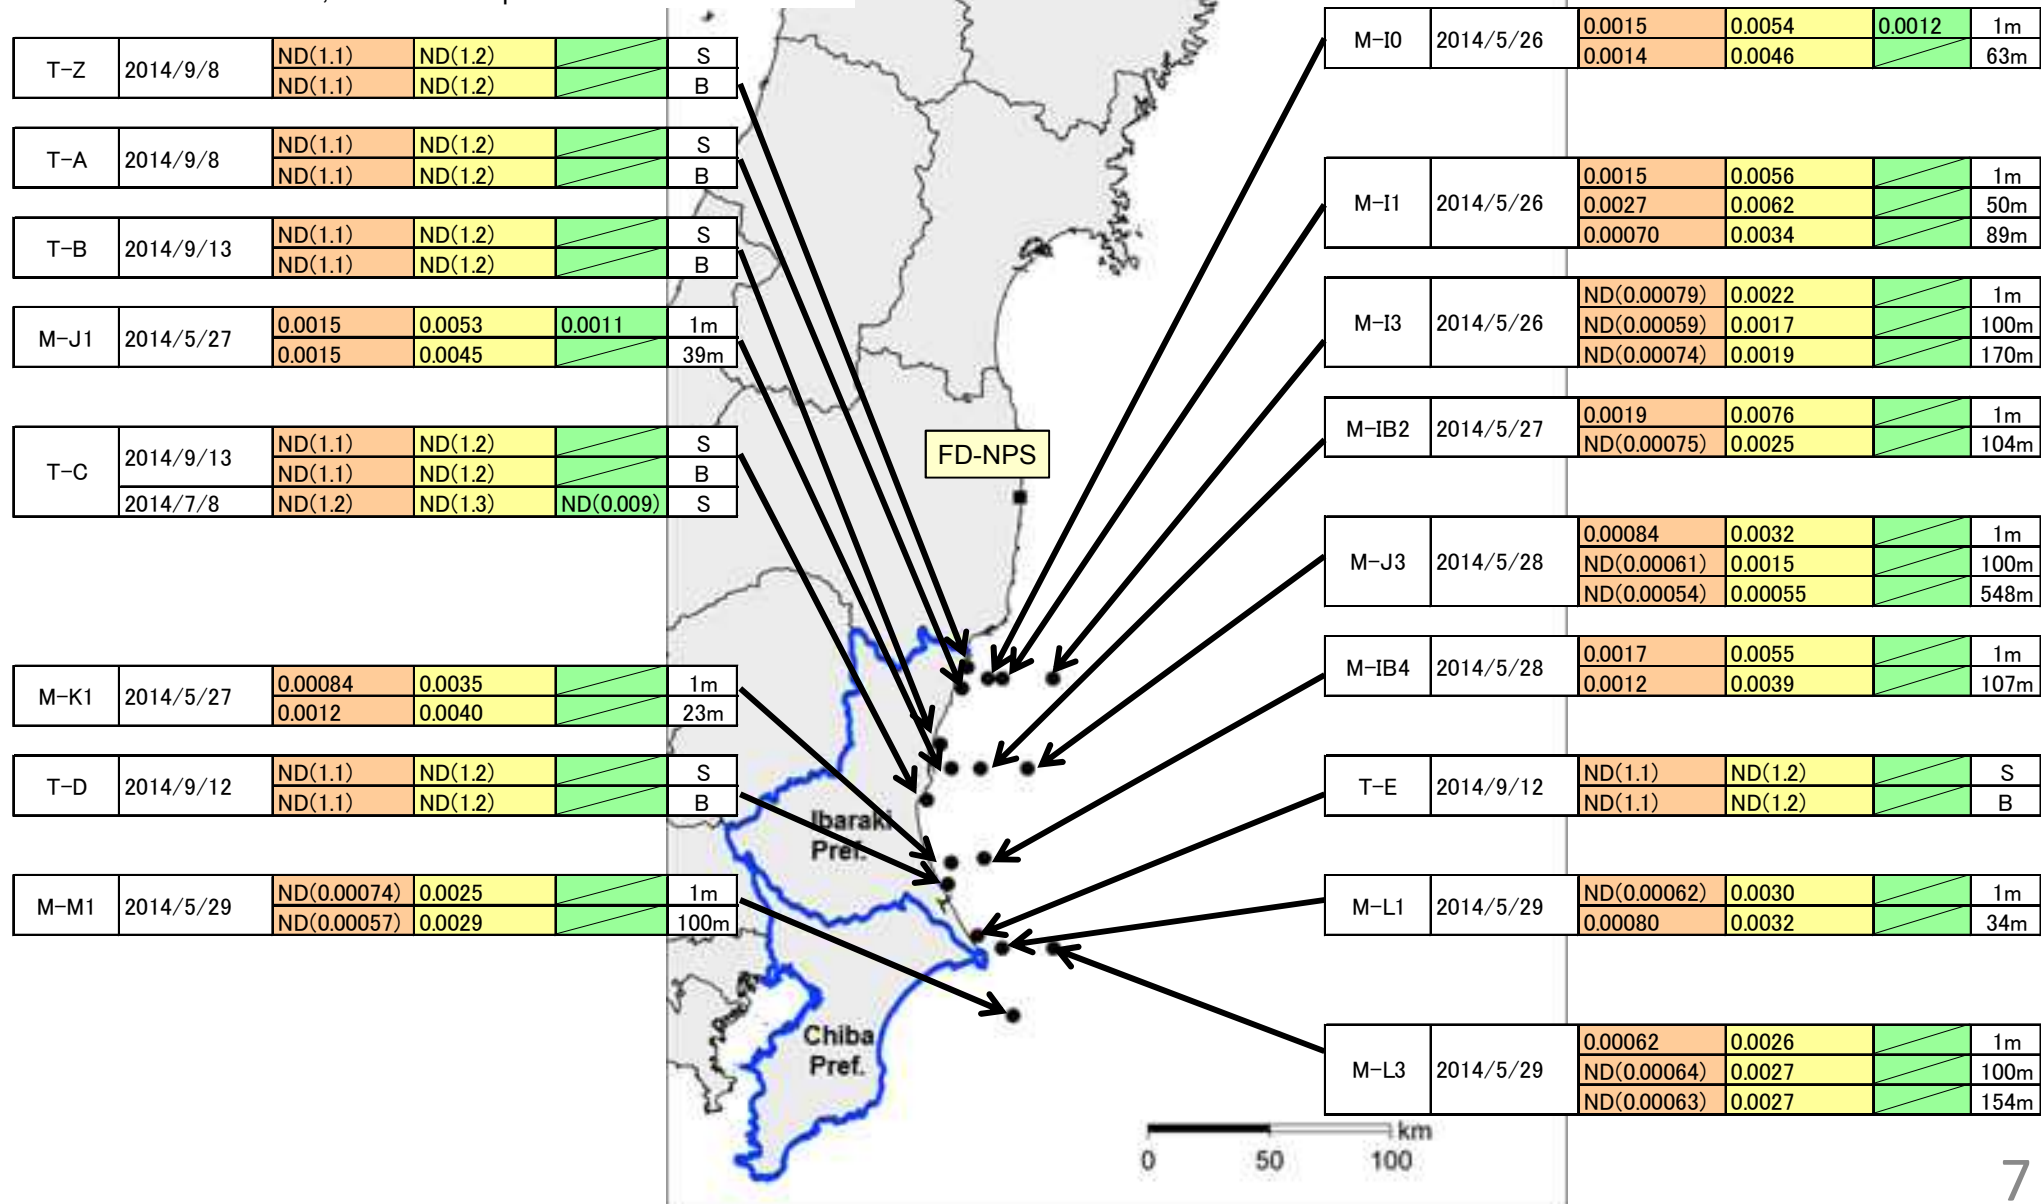 T-Z 2014/9/8 ND(1.1) ND(1.2) S
ND(1.1) ND(1.2) B
T-A 2014/9/8 ND(1.1) ND(1.2) S
ND(1.1) ND(1.2) B
T-B 2014/9/13 ND(1.1) ND(1.2) S
ND(1.1) ND(1.2) B
M-J1 2014/5/27 0.0015 0.0053 0.0011 1m
0.0015 0.0045 39m
T-C 2014/9/13 ND(1.1) ND(1.2) S
ND(1.1) ND(1.2) B
2014/7/8 ND(1.2) ND(1.3) ND(0.009) S
M-K1 2014/5/27 0.00084 0.0035 1m
0.0012 0.0040 23m
T-D 2014/9/12 ND(1.1) ND(1.2) S
ND(1.1) ND(1.2) B
M-M1 2014/5/29 ND(0.00074) 0.0025 1m
ND(0.00057) 0.0029 100m
FD-NPS
Ibaraki
Pref.
Chiba
Pref.
km
0 50 100
M-I0 2014/5/26 0.0015 0.0054 0.0012 1m
0.0014 0.0046 63m
M-I1 2014/5/26 0.0015 0.0056 1m
0.0027 0.0062 50m
0.00070 0.0034 89m
M-I3 2014/5/26 ND(0.00079) 0.0022 1m
ND(0.00059) 0.0017 100m
ND(0.00074) 0.0019 170m
M-IB2 2014/5/27 0.0019 0.0076 1m
ND(0.00075) 0.0025 104m
M-J3 2014/5/28 0.00084 0.0032 1m
ND(0.00061) 0.0015 100m
ND(0.00054) 0.00055 548m
M-IB4 2014/5/28 0.0017 0.0055 1m
0.0012 0.0039 107m
T-E 2014/9/12 ND(1.1) ND(1.2) S
ND(1.1) ND(1.2) B
M-L1 2014/5/29 ND(0.00062) 0.0030 1m
0.00080 0.0032 34m
M-L3 2014/5/29 0.00062 0.0026 1m
ND(0.00064) 0.0027 100m
ND(0.00063) 0.0027 154m
7